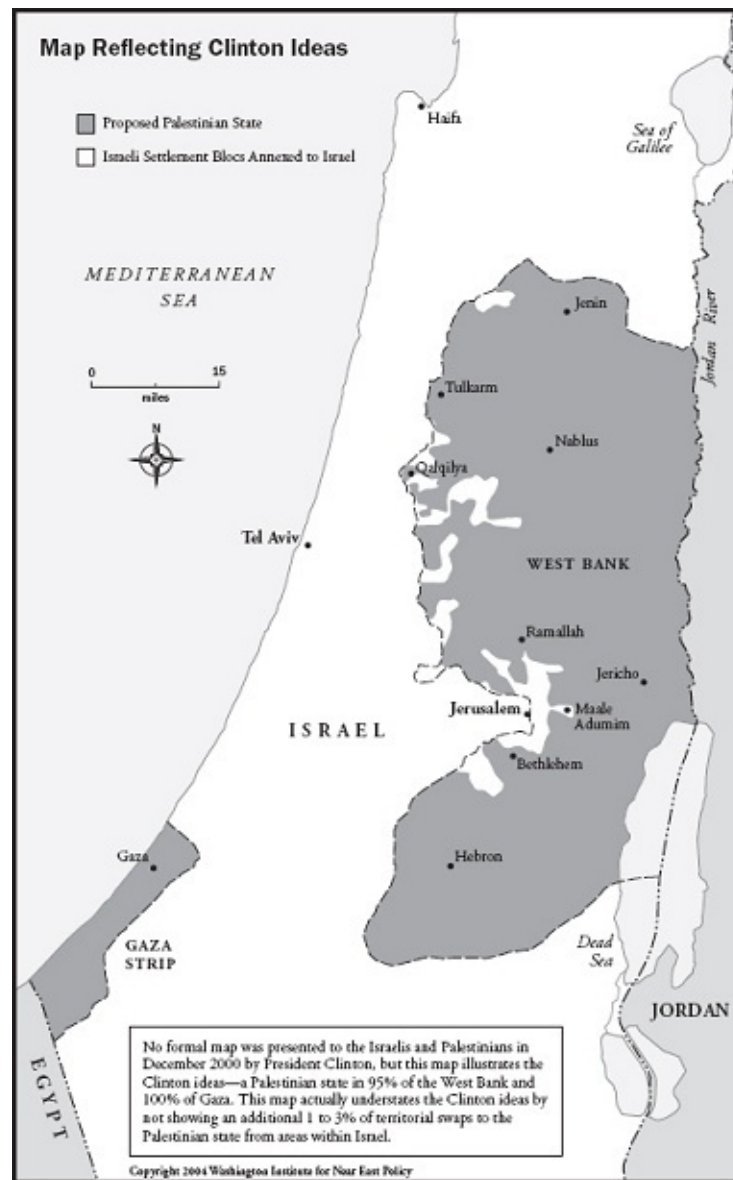 Map Reflecting Clinton Ideas
Proposed Palestinian State
Israeli Settlement Blocs Annexed to Israel
Haifa
Sea of
Galilee
MEDITERRANEAN
SEA
0 15
miles
N
Jenin
Jordan River
Tulkarm
Nablus
Qalqilya
Tel Aviv
WEST BANK
Ramallah
Jericho
Jerusalem
Maale
Adumim
ISRAEL
Bethlehem
Gaza
Hebron
GAZA
STRIP
Dead
Sea
JORDAN
EGYPT
No formal map was presented to the Israelis and Palestinians in
December 2000 by President Clinton, but this map illustrates the
Clinton ideas—a Palestinian state in 95% of the West Bank and
100% of Gaza. This map actually understates the Clinton ideas by
not showing an additional 1 to 3% of territorial swaps to the
Palestinian state from areas within Israel.
Copyright 2004 Washington Institute for Near East Policy